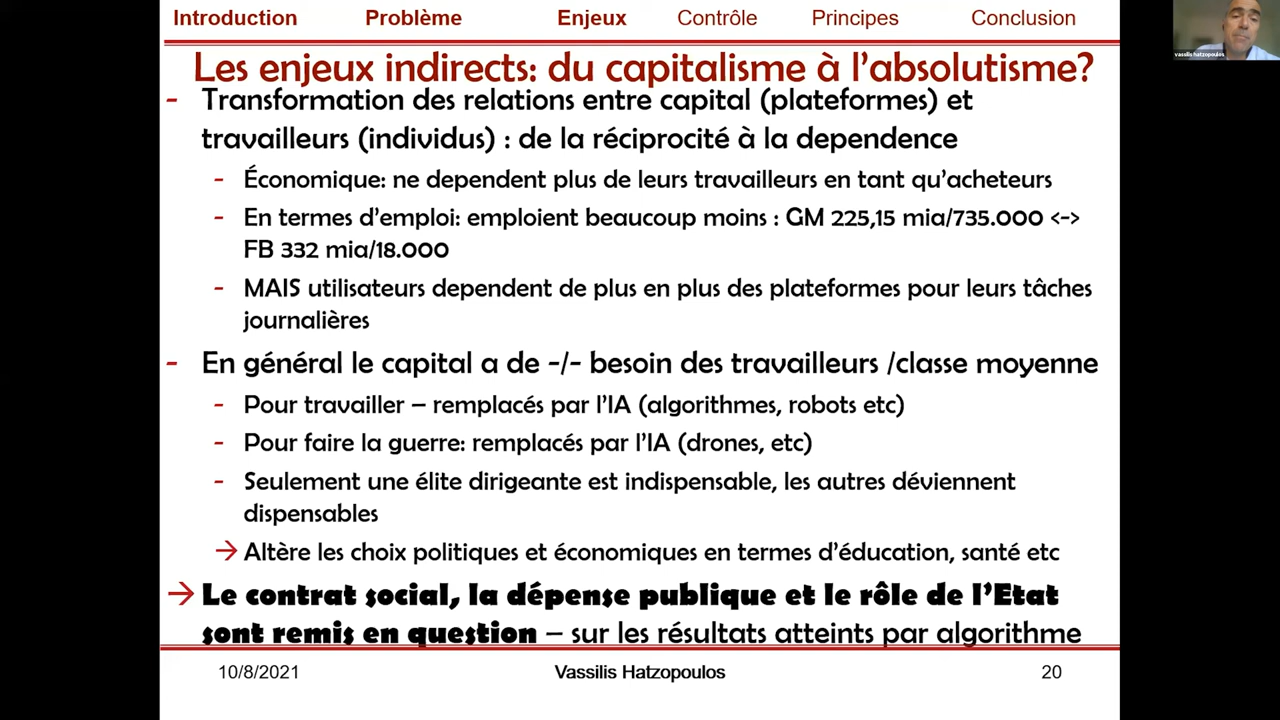 Introduction Problème Enjeux Contrôle Principes Conclusion
vassilis hatzopoulos
Les enjeux indirects: du capitalisme à l'absolutisme?
- Transformation des relations entre capital (plateformes) et
travailleurs (individus) : de la réciprocité à la dependence
- Économique: ne dependent plus de leurs travailleurs en tant qu'acheteurs
- En termes d'emploi: emploient beaucoup moins : GM 225,15 mia/735.000 <->
FB 332 mia/18.000
- MAIS utilisateurs dependent de plus en plus des plateformes pour leurs tâches
journalières
- En général le capital a de -/- besoin des travailleurs /classe moyenne
- Pour travailler – remplacés par l'IA (algorithmes, robots etc)
- Pour faire la guerre: remplacés par l'IA (drones, etc)
- Seulement une élite dirigeante est indispensable, les autres déviennent
dispensables
→ Altère les choix politiques et économiques en termes d'éducation, santé etc
→ Le contrat social, la dépense publique et le rôle de l'Etat
sont remis en question – sur les résultats atteints par algorithme
10/8/2021 Vassilis Hatzopoulos 20